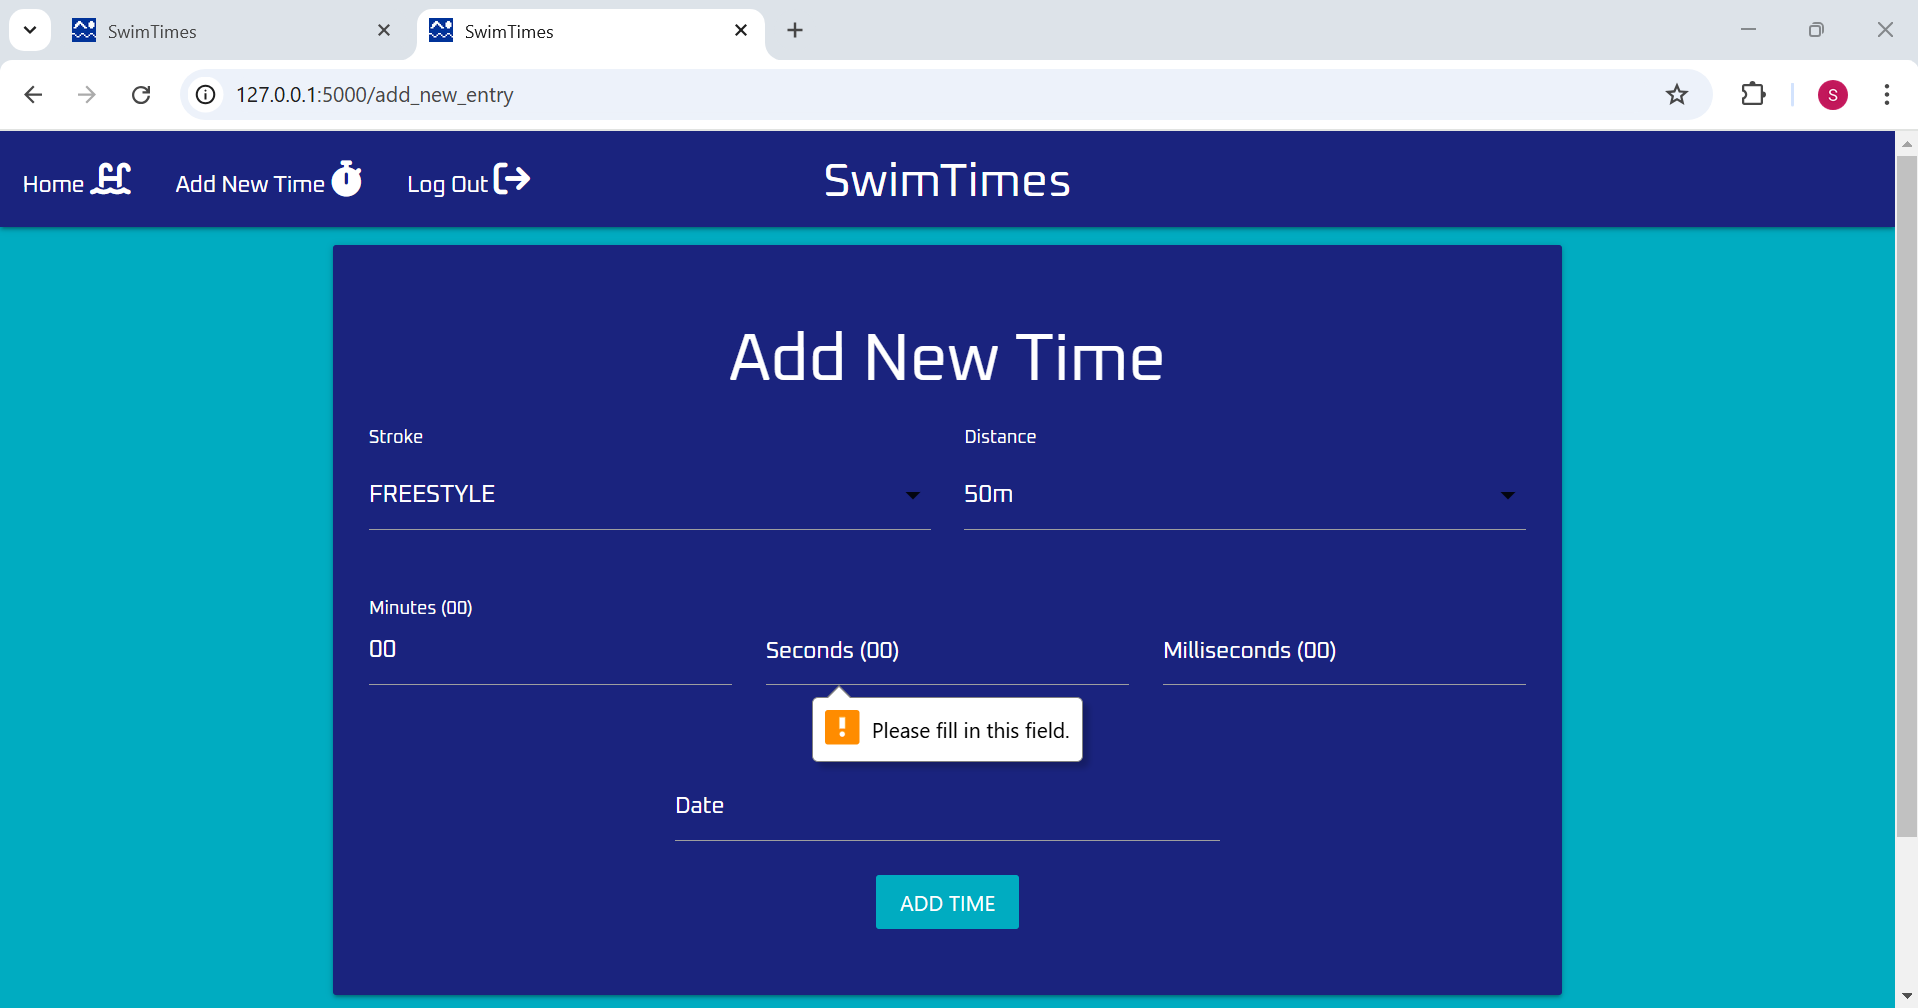 SwimTimes
SwimTimes
127.0.0.1:5000/add_new_entry
S
Home
Add New Time
Log Out
SwimTimes
Add New Time
Stroke
Distance
FREESTYLE
50m
Minutes (00)
00
Seconds (00)
Milliseconds (00)
Please fill in this field.
Date
ADD TIME